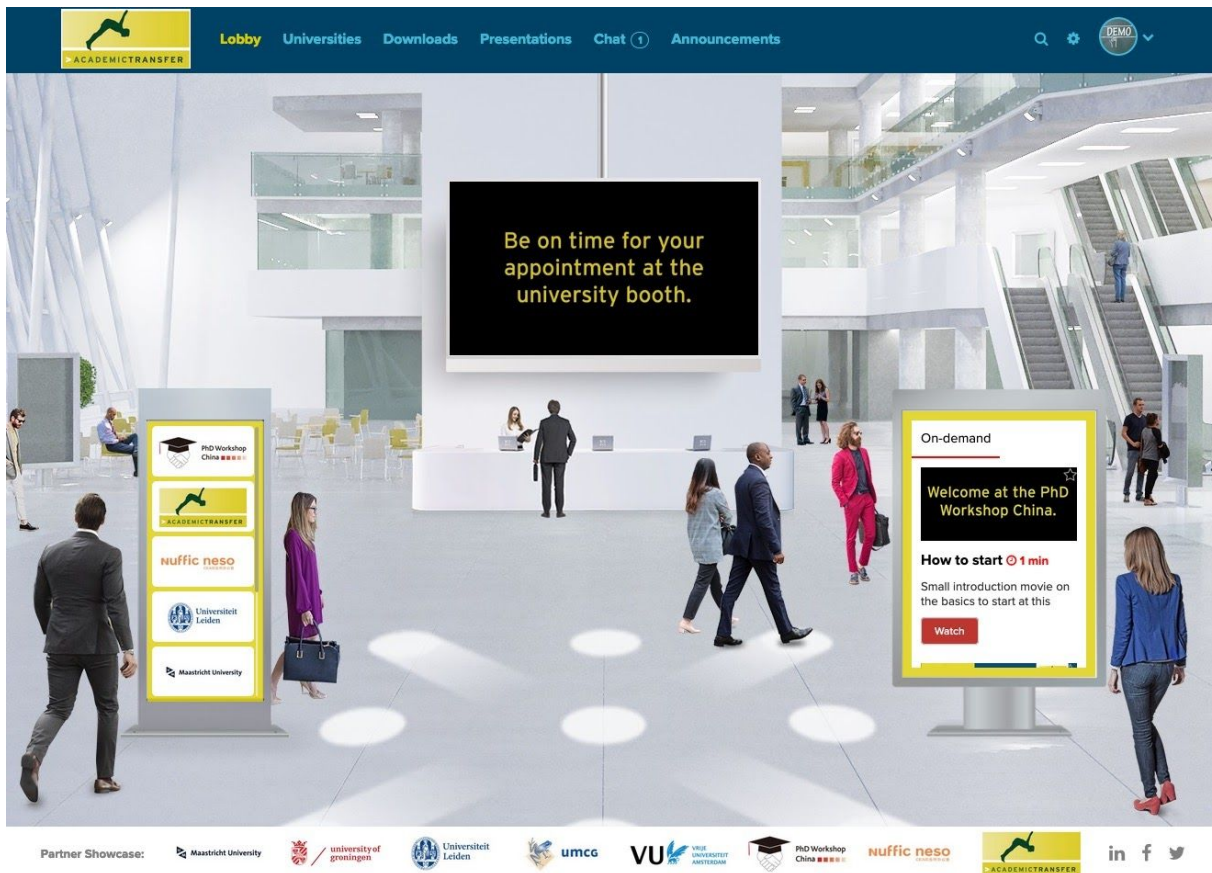 ACADEMICTRANSFER
Lobby Universities Downloads Presentations Chat 1 Announcements
DEMO
Be on time for your
appointment at the
university booth.
PhD Workshop
China
ACADEMICTRANSFER
Nuffic neso
Universiteit
Leiden
Maastricht University
On-demand
Welcome at the PhD
Workshop China.
How to start 1 min
Small introduction movie on
the basics to start at this
Watch
Partner Showcase:
Maastricht University
university of
groningen
Universiteit
Leiden
umcG
VU VRIJE
UNIVERSITEIT
AMSTERDAM
PhD Workshop
China
Nuffic neso
ACADEMICTRANSFER
in f